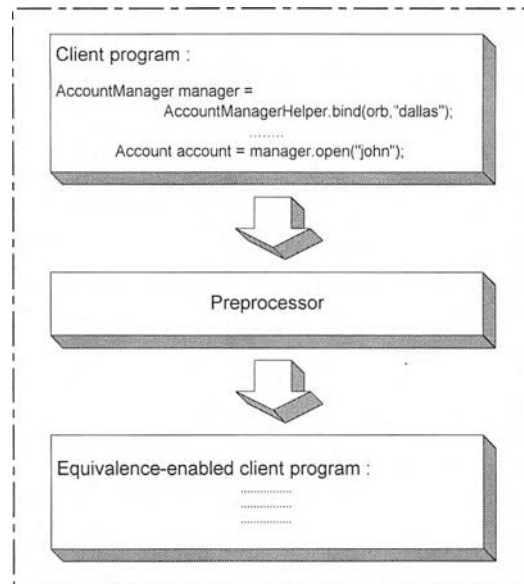 Client program :
AccountManager manager =
AccountManagerHelper.bind(orb,"dallas");
........
Account account = manager.open("john");
Preprocessor
Equivalence-enabled client program :
...............
...............
...............